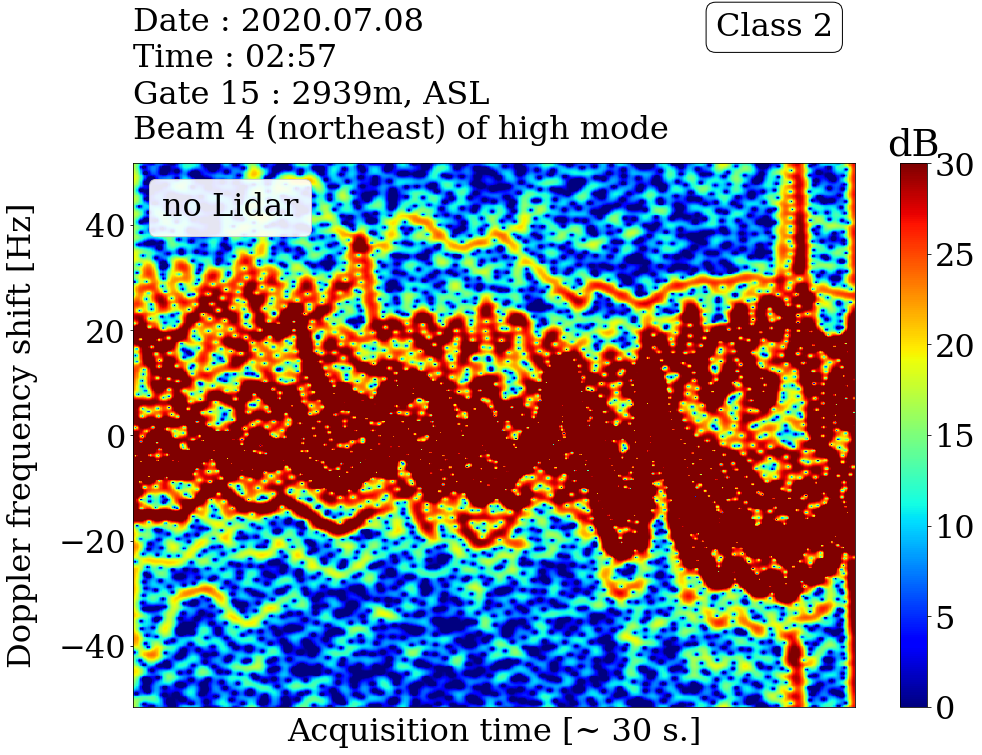 Date : 2020.07.08
Time : 02:57
Gate 15 : 2939m, ASL
Beam 4 (northeast) of high mode
Class 2
dB
no Lidar
Doppler frequency shift [Hz]
40
20
0
−20
−40
30
25
20
15
10
5
0
Acquisition time [~ 30 s.]